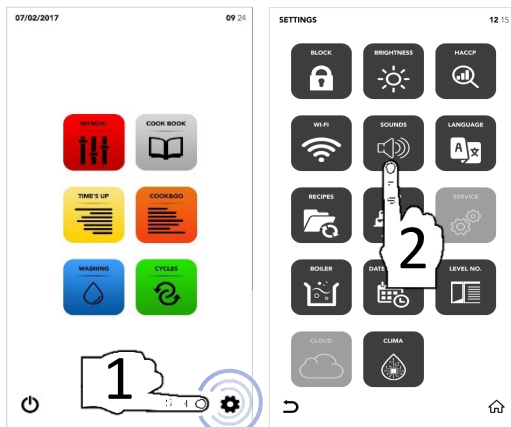 07/02/2017
09 24
MANUAL
COOK BOOK
TIME'S UP
COOK&GO
WASHING
CYCLES
1
SETTINGS
12 15
BLOCK
BRIGHTNESS
HACCP
WI-FI
SOUNDS
LANGUAGE
A
RECIPES
SERVICE
2
BOILER
DATE
LEVEL NO.
CLOUD
CLIMA